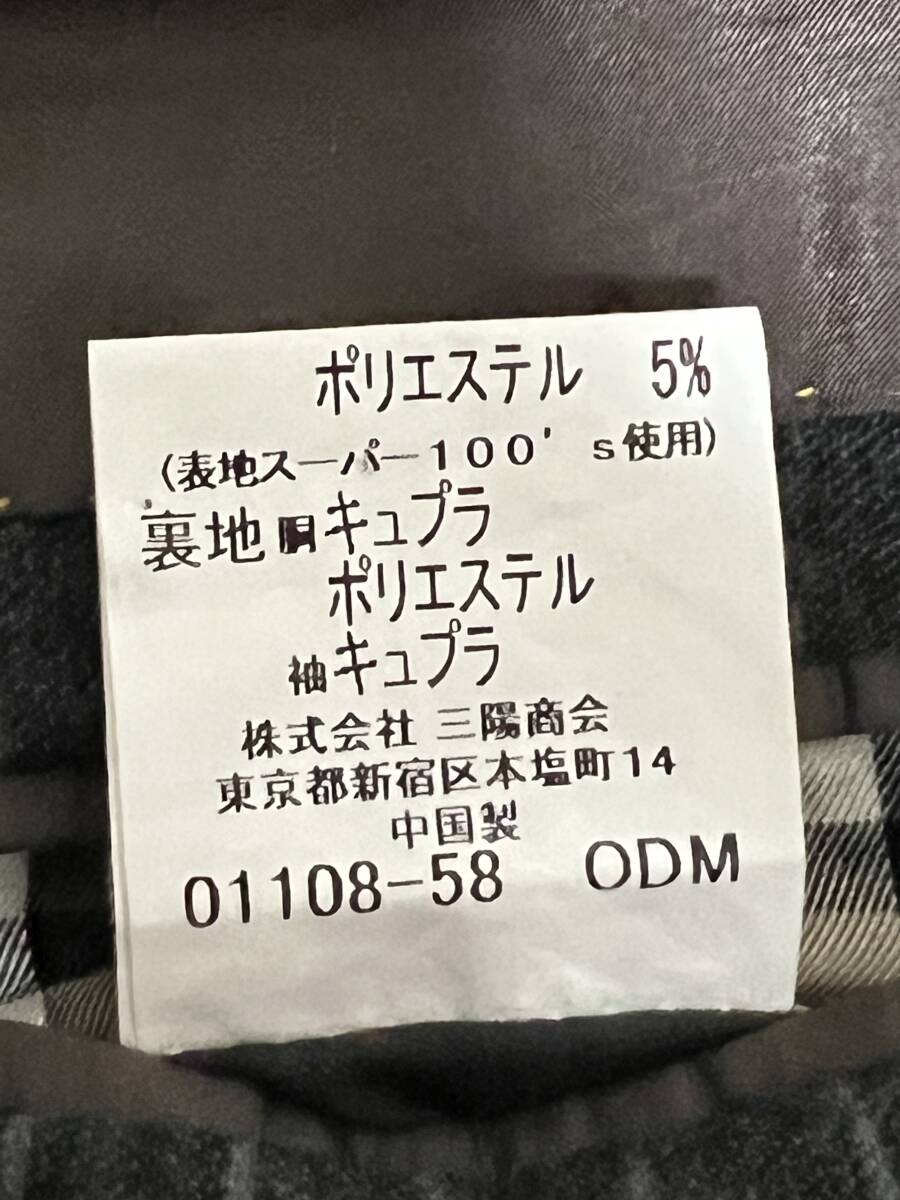 ポリエステル 5%
(表地スーパー100's使用)
裏地 胴キュプラ
ポリエステル
袖キュプラ
株式会社 三陽商会
東京都新宿区本塩町14
中国製
01108-58 ODM